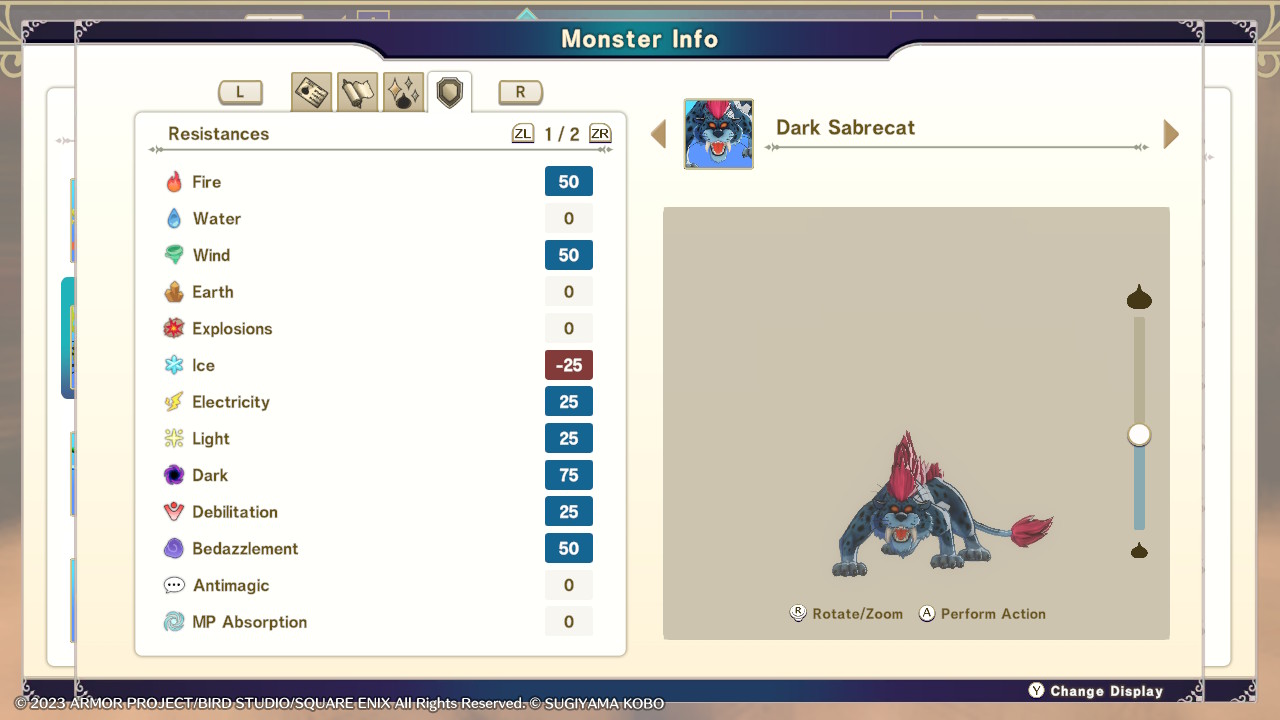 Monster Info
L
R
Resistances
ZL 1 / 2 ZR
Dark Sabrecat
Fire 50
Water 0
Wind 50
Earth 0
Explosions 0
Ice -25
Electricity 25
Light 25
Dark 75
Debilitation 25
Bedazzlement 50
Antimagic 0
MP Absorption 0
R Rotate/Zoom A Perform Action
Y Change Display
© 2023 ARMOR PROJECT/BIRD STUDIO/SQUARE ENIX All Rights Reserved. © SUGIYAMA KOBO